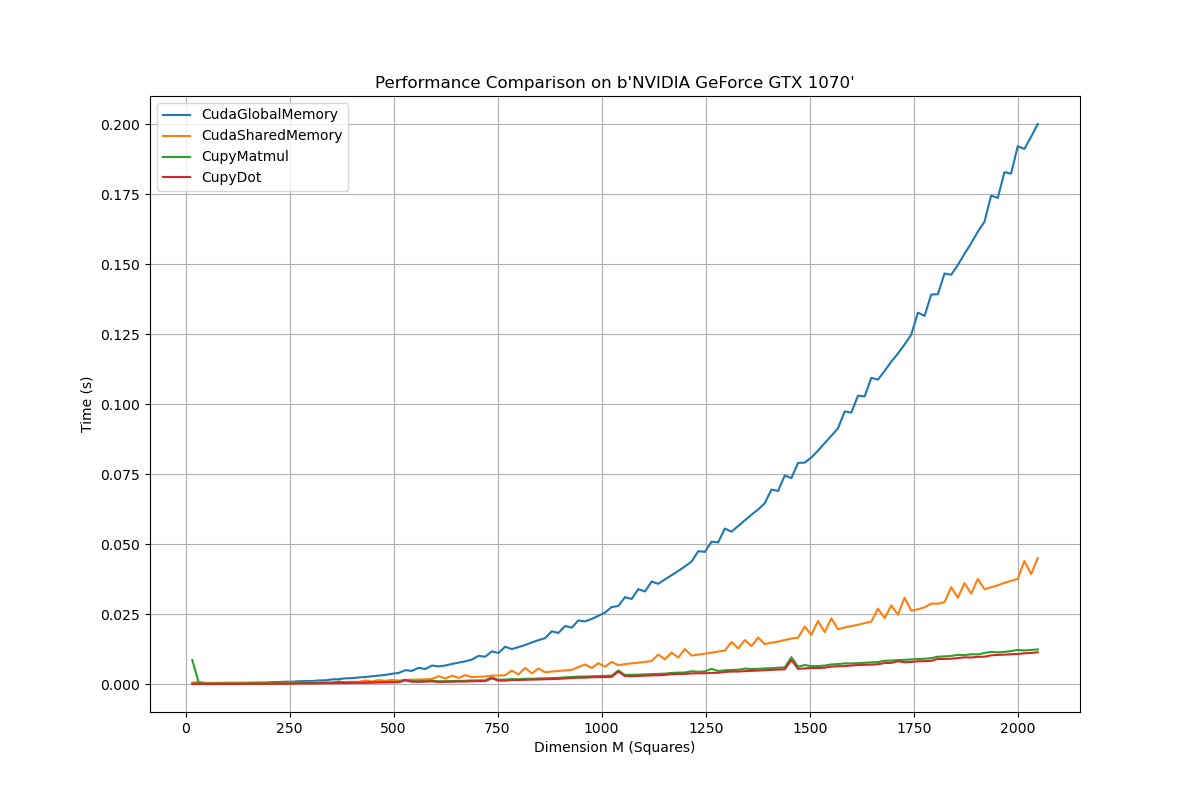 Performance Comparison on b'NVIDIA GeForce GTX 1070'
CudaGlobalMemory
CudaSharedMemory
CupyMatmul
CupyDot
0.200
0.175
0.150
0.125
0.100
0.075
0.050
0.025
0.000
Time (s)
0 250 500 750 1000 1250 1500 1750 2000
Dimension M (Squares)